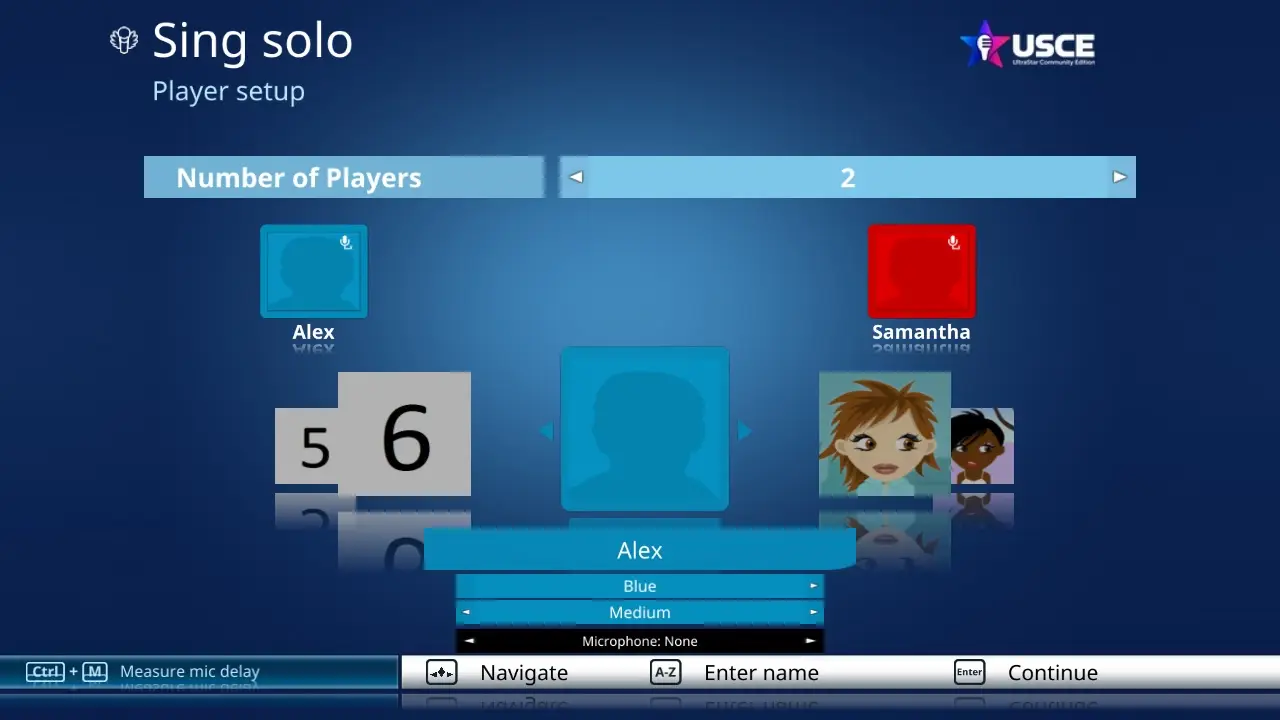 Sing solo
USCE
UltraStar Community Edition
Player setup
Number of Players
2
Alex
Samantha
5
6
Alex
Blue
Medium
Microphone: None
Ctrl + M Measure mic delay
Navigate
A-Z Enter name
Enter Continue